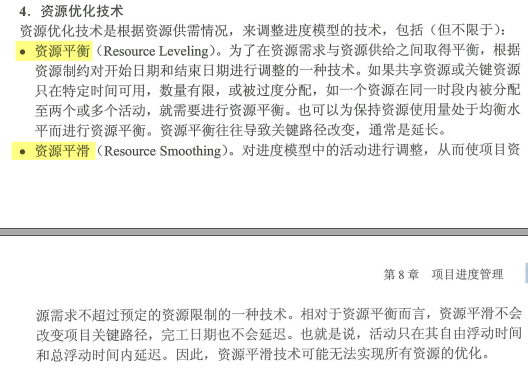 4．资源优化技术
资源优化技术是根据资源供需情况，来调整进度模型的技术，包括（但不限于）：
• 资源平衡（Resource Leveling）。为了在资源需求与资源供给之间取得平衡，根
据资源制约对开始日期和结束日期进行调整的一种技术。如果共享资源或关键资源
只在特定时间可用，数量有限，或被过度分配，如一个资源在同一时段内被分配
至两个或多个活动，就需要进行资源平衡。也可以为保持资源使用量处于均衡水
平而进行资源平衡。资源平衡往往导致关键路径改变，通常是延长。
• 资源平滑（Resource Smoothing）。对进度模型中的活动进行调整，从而使项目资
第 8 章　项目进度管理
源需求不超过预定的资源限制的一种技术。相对于资源平衡而言，资源平滑不会
改变项目关键路径，完工日期也不会延迟。也就是说，活动只在其自由浮动时间
和总浮动时间内延迟。因此，资源平滑技术可能无法实现所有资源的优化。